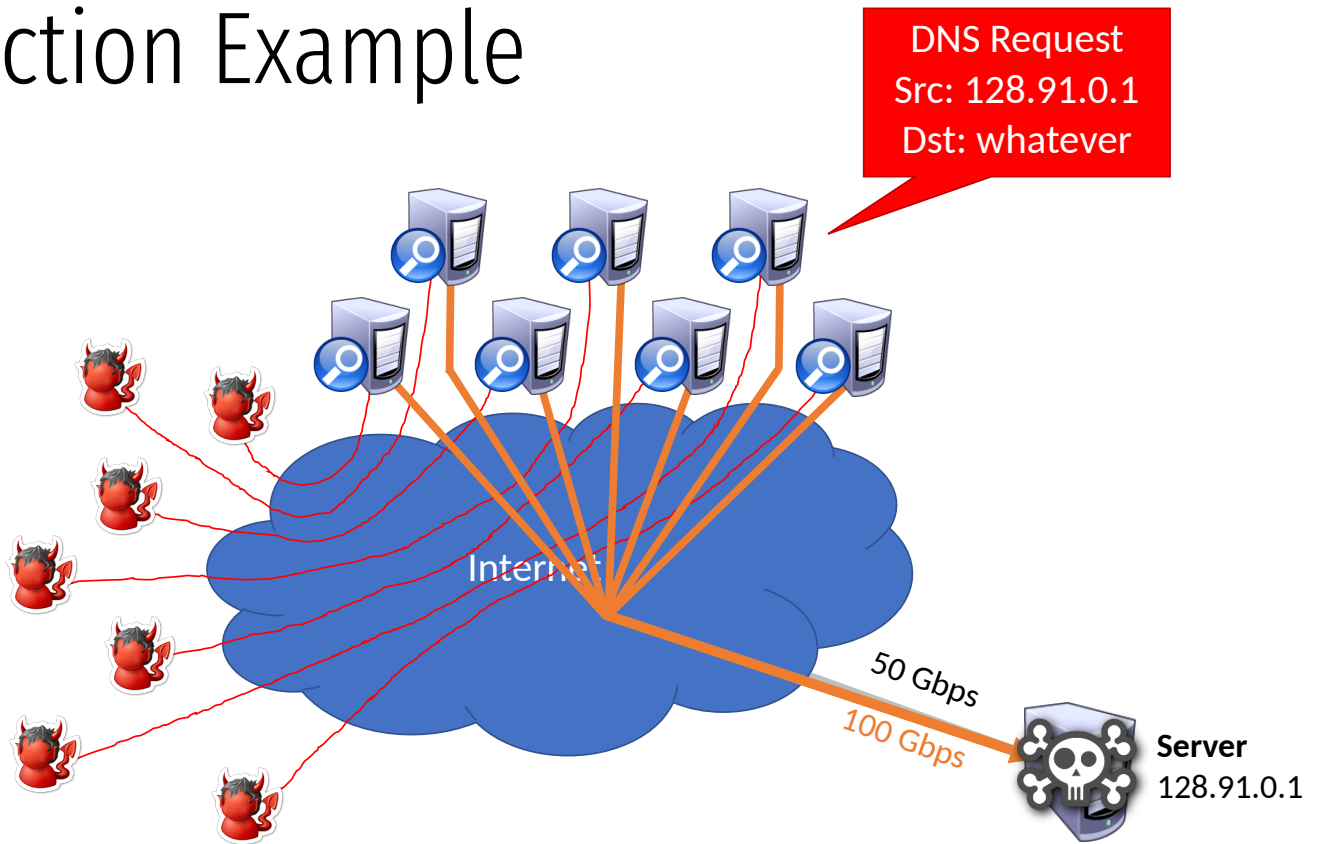 ction Example
DNS Request
Src: 128.91.0.1
Dst: whatever
Internet
50 Gbps
100 Gbps
Server
128.91.0.1